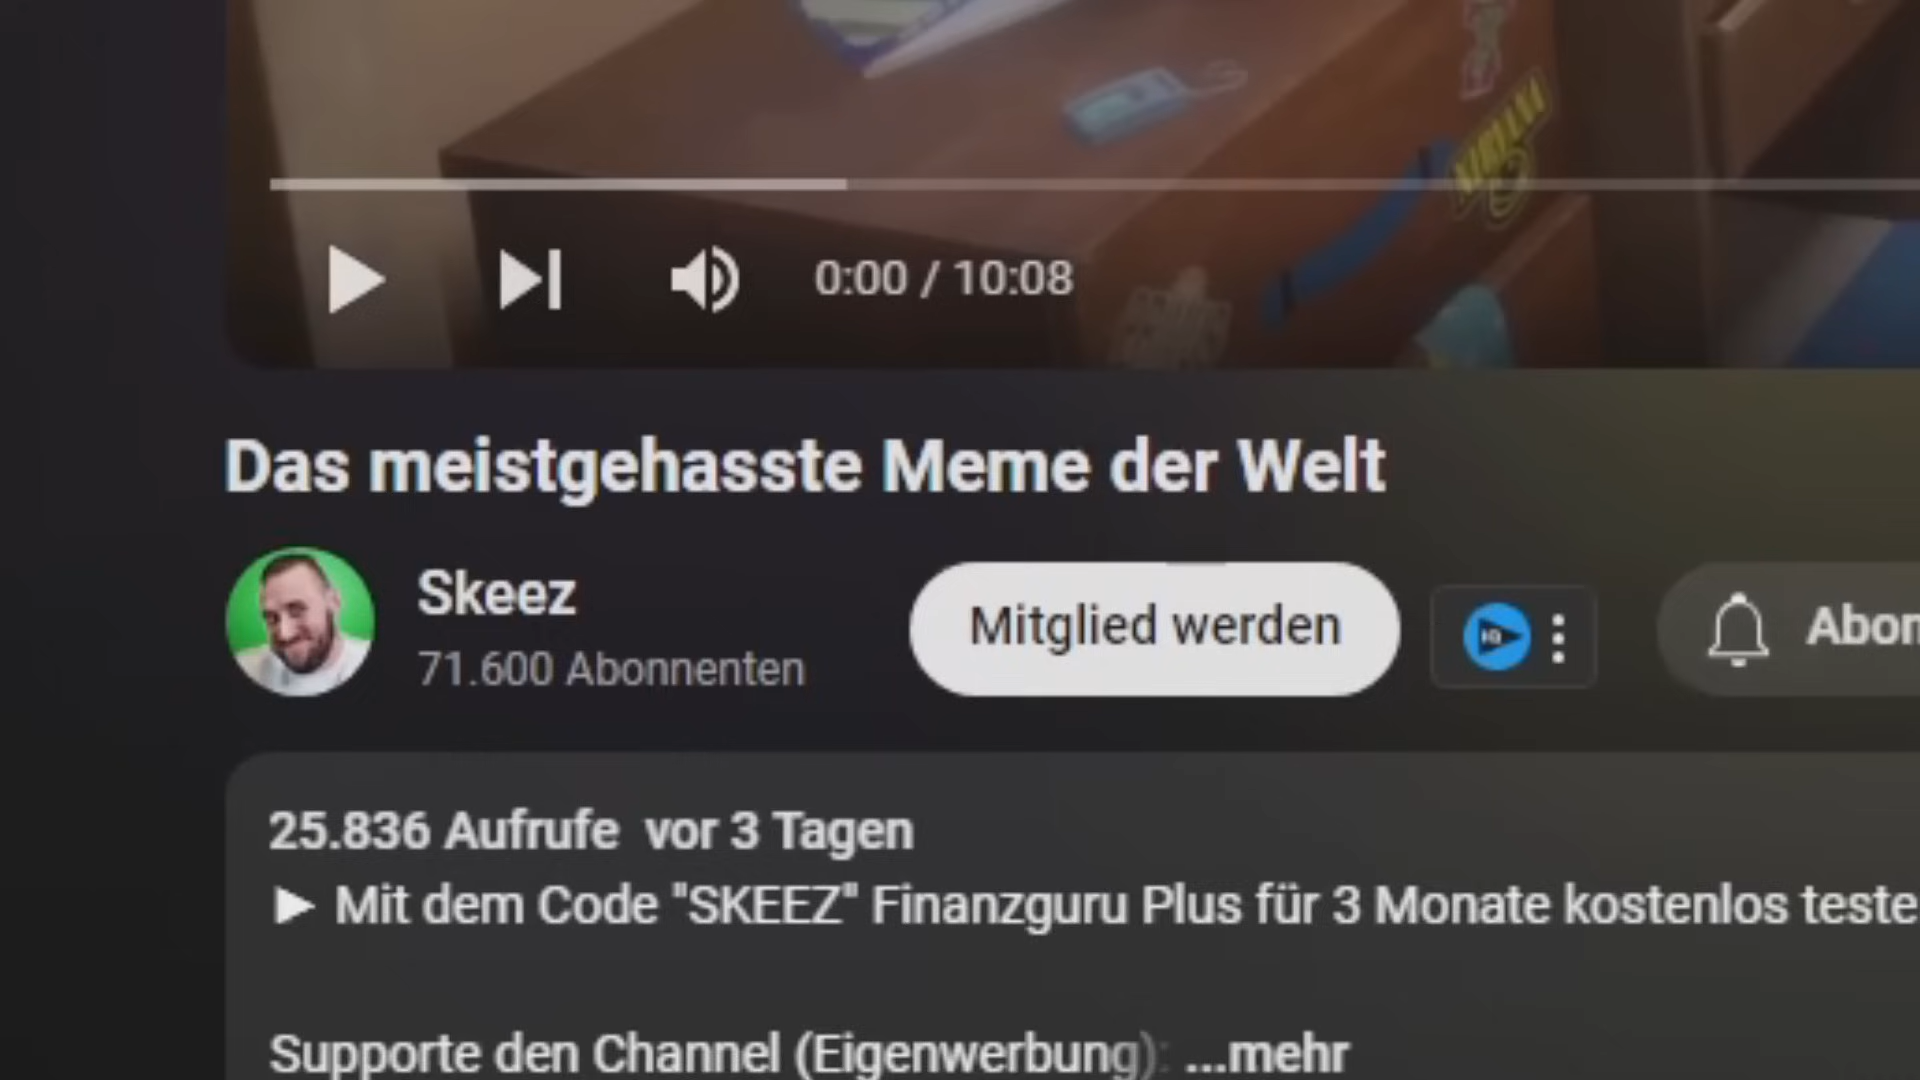 NIRVANA
0:00 / 10:08
Das meistgehasste Meme der Welt
Skeez
71.600 Abonnenten
Mitglied werden
HD
Abon
25.836 Aufrufe vor 3 Tagen
► Mit dem Code "SKEEZ" Finanzguru Plus für 3 Monate kostenlos teste
Supporte den Channel (Eigenwerbung): ...mehr